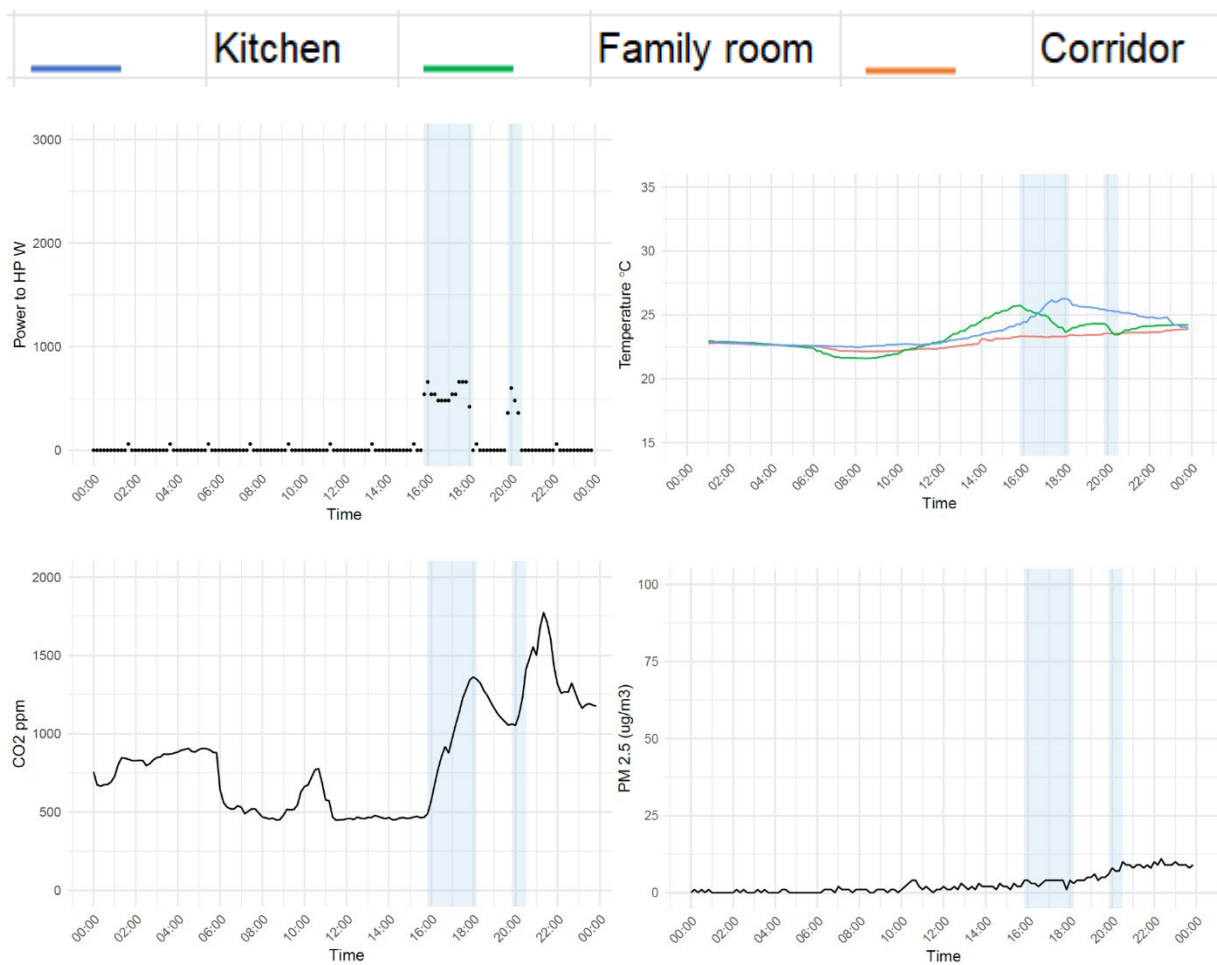 Kitchen Family room Corridor
Power to HP W
3000
2000
1000
0
00:00 02:00 04:00 06:00 08:00 10:00 12:00 14:00 16:00 18:00 20:00 22:00 00:00
Time
Temperature °C
35
30
25
20
15
00:00 02:00 04:00 06:00 08:00 10:00 12:00 14:00 16:00 18:00 20:00 22:00 00:00
Time
CO2 ppm
2000
1500
1000
500
0
00:00 02:00 04:00 06:00 08:00 10:00 12:00 14:00 16:00 18:00 20:00 22:00 00:00
Time
PM 2.5 (ug/m3)
100
75
50
25
0
00:00 02:00 04:00 06:00 08:00 10:00 12:00 14:00 16:00 18:00 20:00 22:00 00:00
Time